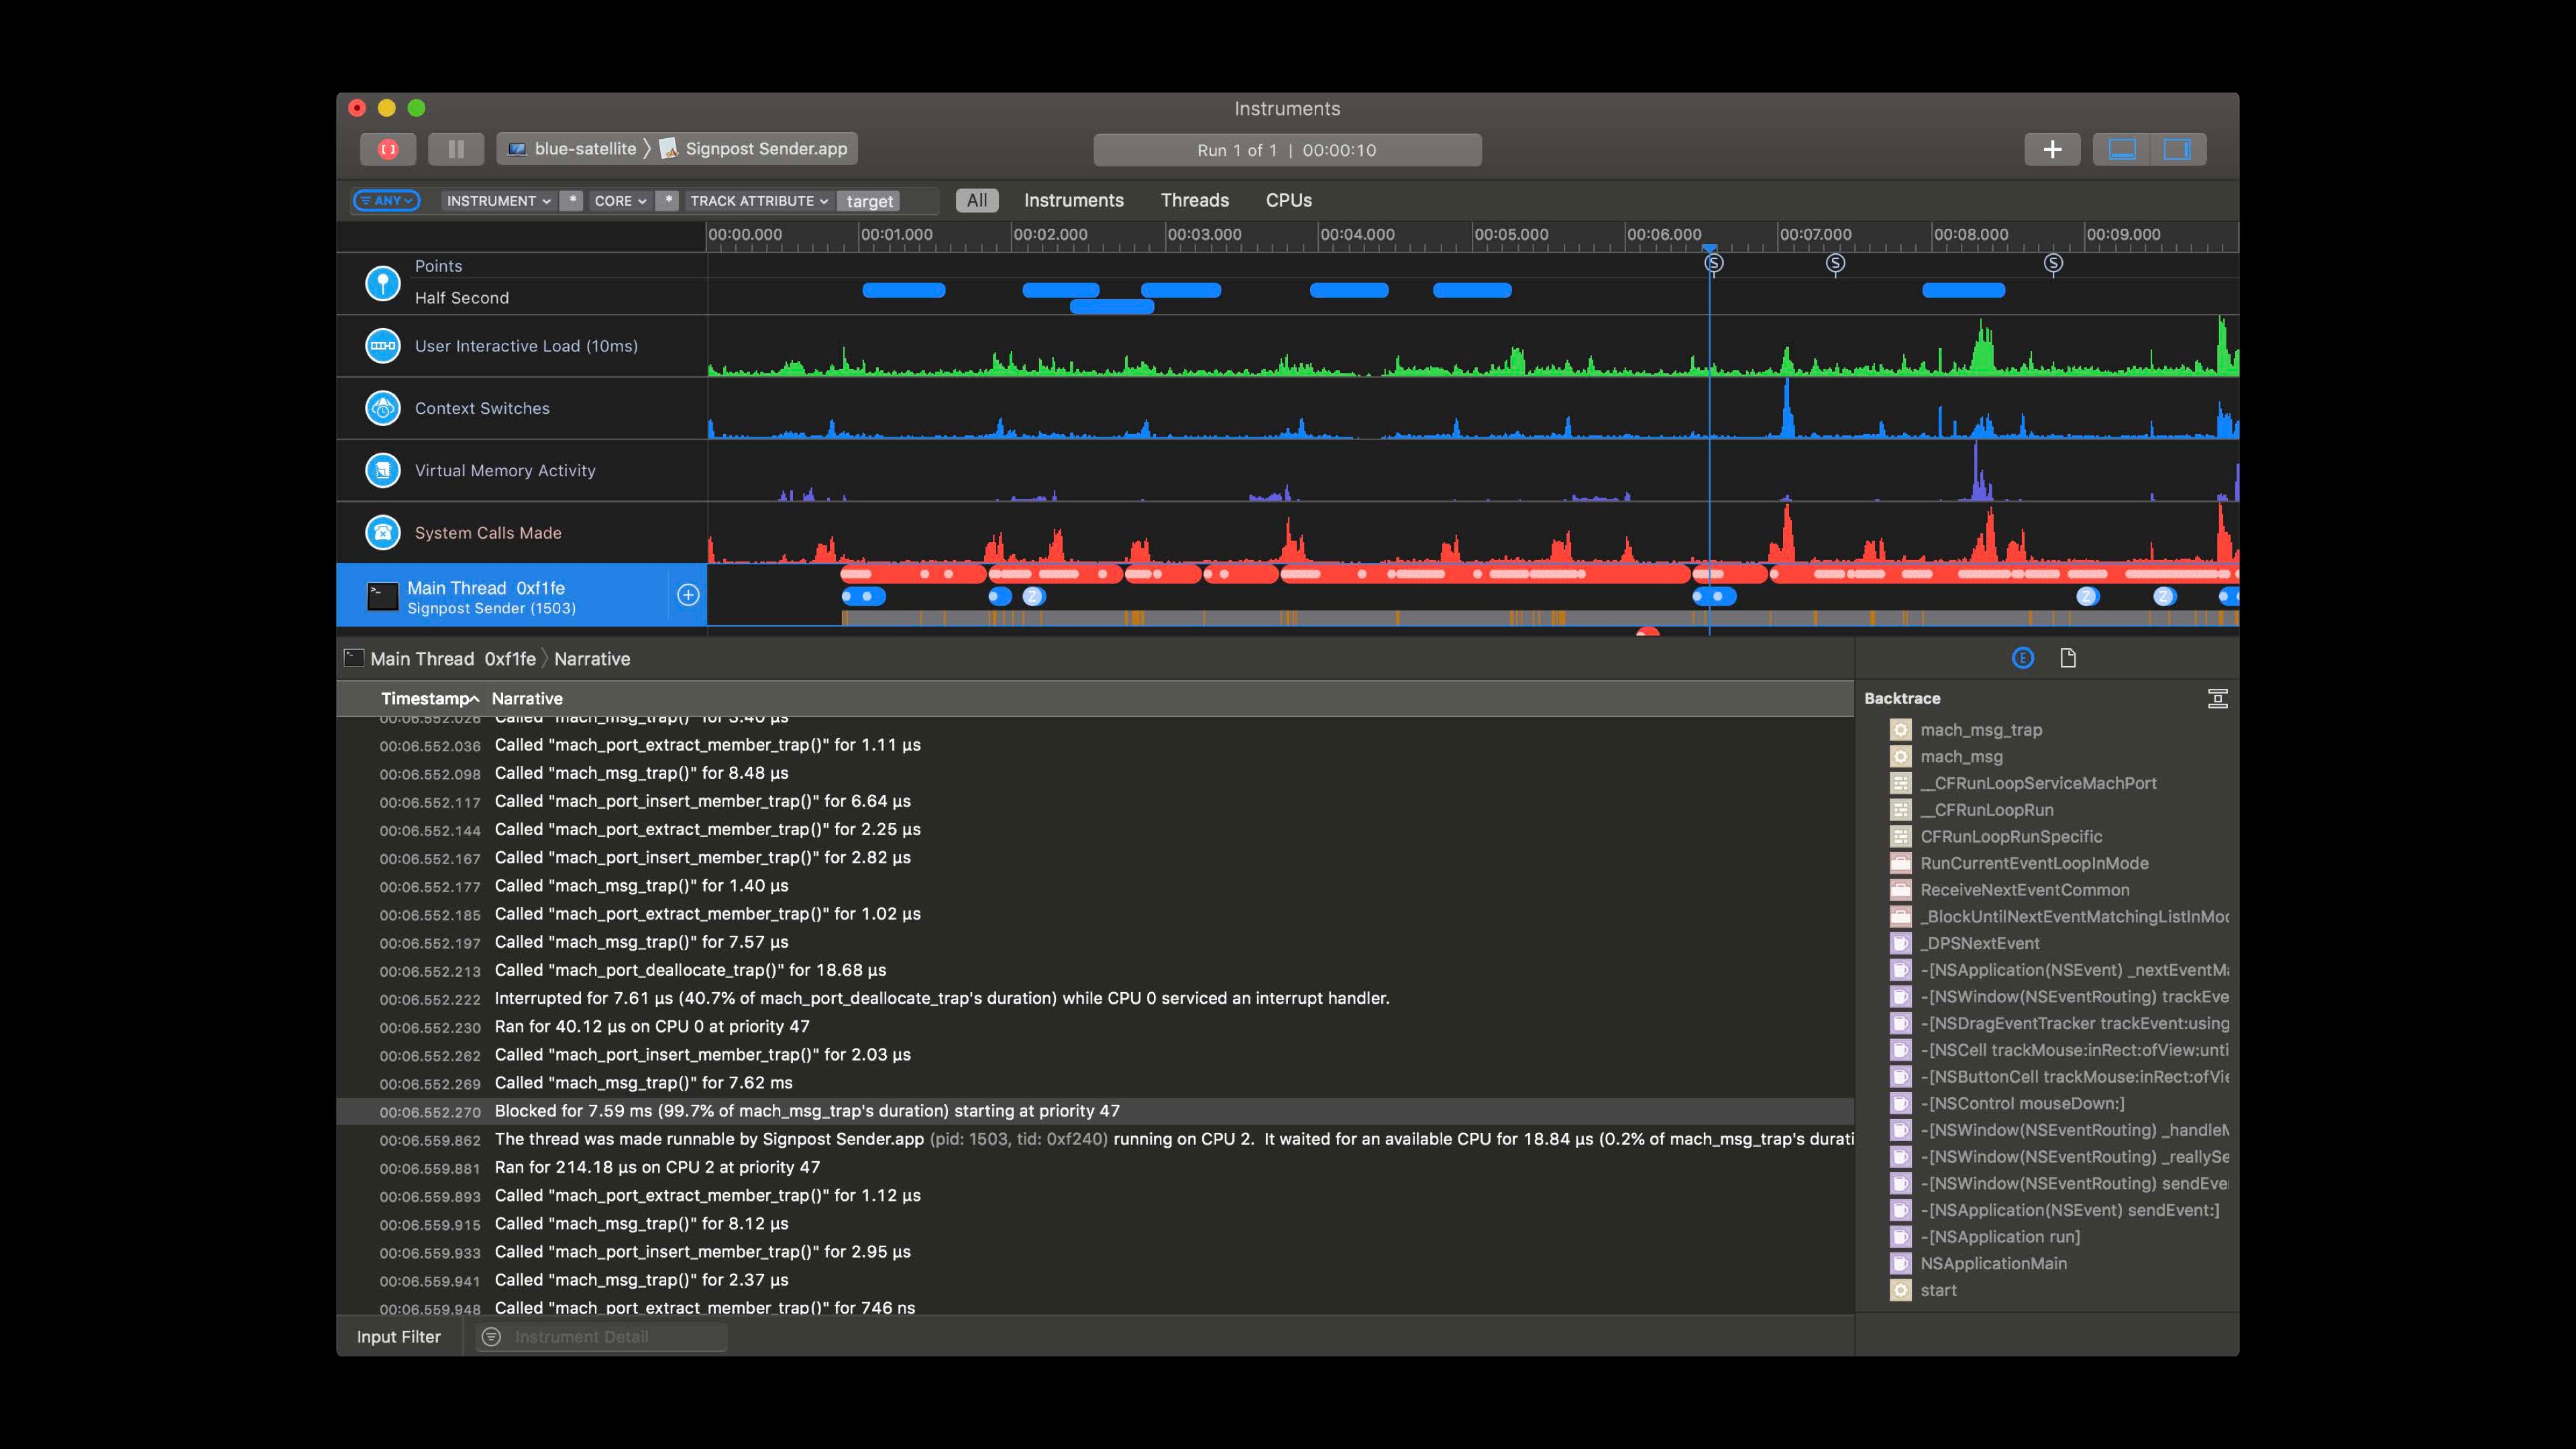 Instruments
blue-satellite 〉 Signpost Sender.app
Run 1 of 1 | 00:00:10
ANY INSTRUMENT * CORE * TRACK ATTRIBUTE target All Instruments Threads CPUs
00:00.000 00:01.000 00:02.000 00:03.000 00:04.000 00:05.000 00:06.000 00:07.000 00:08.000 00:09.000
Points
S S S
Half Second
User Interactive Load (10ms)
Context Switches
Virtual Memory Activity
System Calls Made
Main Thread 0xf1fe
Signpost Sender (1503)
Z Z Z
Main Thread 0xf1fe 〉 Narrative
E
Timestamp Narrative
00:06.552.026 Called "mach_msg_trap()" for 3.40 µs
00:06.552.036 Called "mach_port_extract_member_trap()" for 1.11 µs
00:06.552.098 Called "mach_msg_trap()" for 8.48 µs
00:06.552.117 Called "mach_port_insert_member_trap()" for 6.64 µs
00:06.552.144 Called "mach_port_extract_member_trap()" for 2.25 µs
00:06.552.167 Called "mach_port_insert_member_trap()" for 2.82 µs
00:06.552.177 Called "mach_msg_trap()" for 1.40 µs
00:06.552.185 Called "mach_port_extract_member_trap()" for 1.02 µs
00:06.552.197 Called "mach_msg_trap()" for 7.57 µs
00:06.552.213 Called "mach_port_deallocate_trap()" for 18.68 µs
00:06.552.222 Interrupted for 7.61 µs (40.7% of mach_port_deallocate_trap's duration) while CPU 0 serviced an interrupt handler.
00:06.552.230 Ran for 40.12 µs on CPU 0 at priority 47
00:06.552.262 Called "mach_port_insert_member_trap()" for 2.03 µs
00:06.552.269 Called "mach_msg_trap()" for 7.62 ms
00:06.552.270 Blocked for 7.59 ms (99.7% of mach_msg_trap's duration) starting at priority 47
00:06.559.862 The thread was made runnable by Signpost Sender.app (pid: 1503, tid: 0xf240) running on CPU 2. It waited for an available CPU for 18.84 µs (0.2% of mach_msg_trap's durati
00:06.559.881 Ran for 214.18 µs on CPU 2 at priority 47
00:06.559.893 Called "mach_port_extract_member_trap()" for 1.12 µs
00:06.559.915 Called "mach_msg_trap()" for 8.12 µs
00:06.559.933 Called "mach_port_insert_member_trap()" for 2.95 µs
00:06.559.941 Called "mach_msg_trap()" for 2.37 µs
00:06.559.948 Called "mach_port_extract_member_trap()" for 746 ns
Input Filter Instrument Detail
Backtrace
mach_msg_trap
mach_msg
__CFRunLoopServiceMachPort
__CFRunLoopRun
CFRunLoopRunSpecific
RunCurrentEventLoopInMode
ReceiveNextEventCommon
_BlockUntilNextEventMatchingListInMod
_DPSNextEvent
-[NSApplication(NSEvent) _nextEventMa
-[NSWindow(NSEventRouting) trackEve
-[NSDragEventTracker trackEvent:using
-[NSCell trackMouse:inRect:ofView:unti
-[NSButtonCell trackMouse:inRect:ofVie
-[NSControl mouseDown:]
-[NSWindow(NSEventRouting) _handleM
-[NSWindow(NSEventRouting) _reallySe
-[NSWindow(NSEventRouting) sendEve
-[NSApplication(NSEvent) sendEvent:]
-[NSApplication run]
NSApplicationMain
start